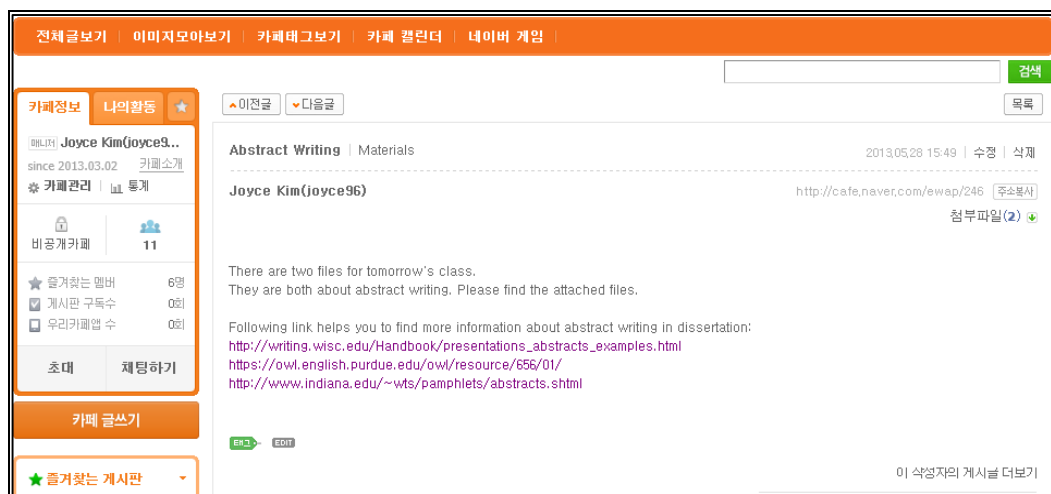 전체글보기 | 이미지모아보기 | 카페태그보기 | 카페 캘린더 | 네이버 게임
검색
카페정보 나의활동
이전글 다음글 목록
매니저 Joyce Kim(joyce9...
since 2013.03.02 카페소개
카페관리 | 통계
비공개카페 11
즐겨찾는 멤버 6명
게시판 구독수 0회
우리카페앱 수 0회
초대 채팅하기
카페 글쓰기
즐겨찾는 게시판
Abstract Writing | Materials 2013.05.28 15:49 | 수정 | 삭제
Joyce Kim(joyce96) http://cafe.naver.com/ewap/246 주소복사
첨부파일(2)
There are two files for tomorrow's class.
They are both about abstract writing. Please find the attached files.
Following link helps you to find more information about abstract writing in dissertation:
http://writing.wisc.edu/Handbook/presentations_abstracts_examples.html
https://owl.english.purdue.edu/owl/resource/656/01/
http://www.indiana.edu/~wts/pamphlets/abstracts.shtml
태그 EDIT
이 작성자의 게시글 더보기